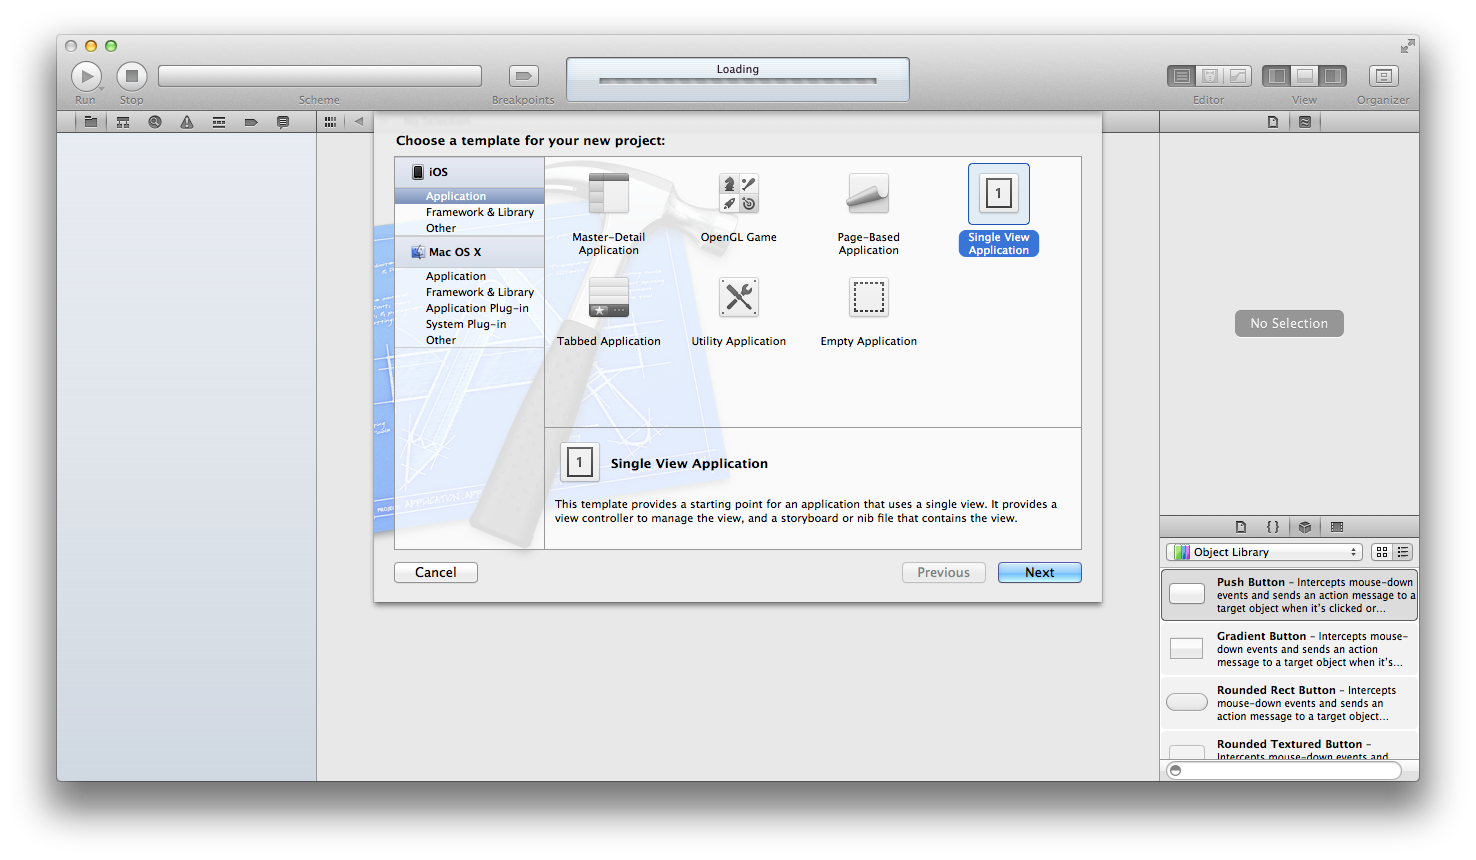 Loading
Run
Stop
Scheme
Breakpoints
Editor
View
Organizer
Choose a template for your new project:
iOS
Application
Framework & Library
Other
Mac OS X
Application
Framework & Library
Application Plug-in
System Plug-in
Other
Master-Detail
Application
OpenGL Game
Page-Based
Application
1
Single View
Application
Tabbed Application
Utility Application
Empty Application
1
Single View Application
This template provides a starting point for an application that uses a single view. It provides a
view controller to manage the view, and a storyboard or nib file that contains the view.
Cancel
Previous
Next
No Selection
{}
Object Library
Push Button – Intercepts mouse-down
events and sends an action message to a
target object when it's clicked or...
Gradient Button – Intercepts mouse-
down events and sends an action
message to a target object when it's...
Rounded Rect Button – Intercepts
mouse-down events and sends an
action message to a target object...
Rounded Textured Button –
Intercepts mouse-down events and